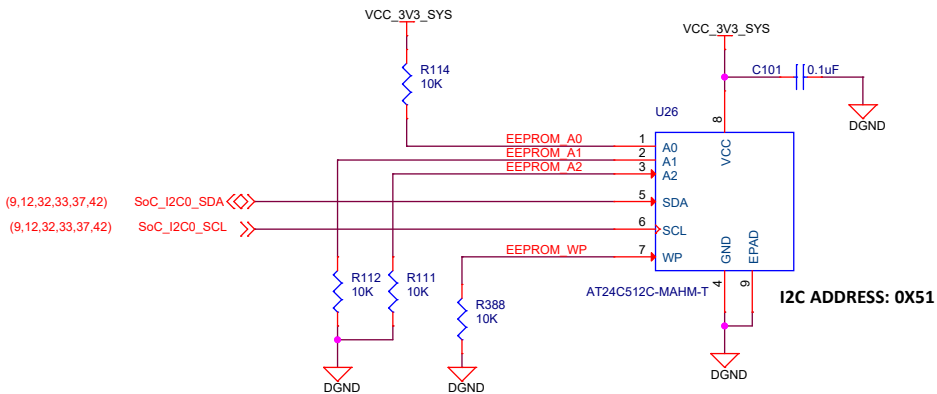 VCC_3V3_SYS
VCC_3V3_SYS
R114
10K
C101
0.1uF
DGND
U26
8
VCC
EEPROM_A0
1
A0
EEPROM_A1
2
A1
EEPROM_A2
3
A2
(9,12,32,33,37,42)
SoC_I2C0_SDA
5
SDA
(9,12,32,33,37,42)
SoC_I2C0_SCL
6
SCL
EEPROM_WP
7
WP
GND
EPAD
4
9
R112
10K
R111
10K
R388
10K
AT24C512C-MAHM-T
I2C ADDRESS: 0X51
DGND
DGND
DGND